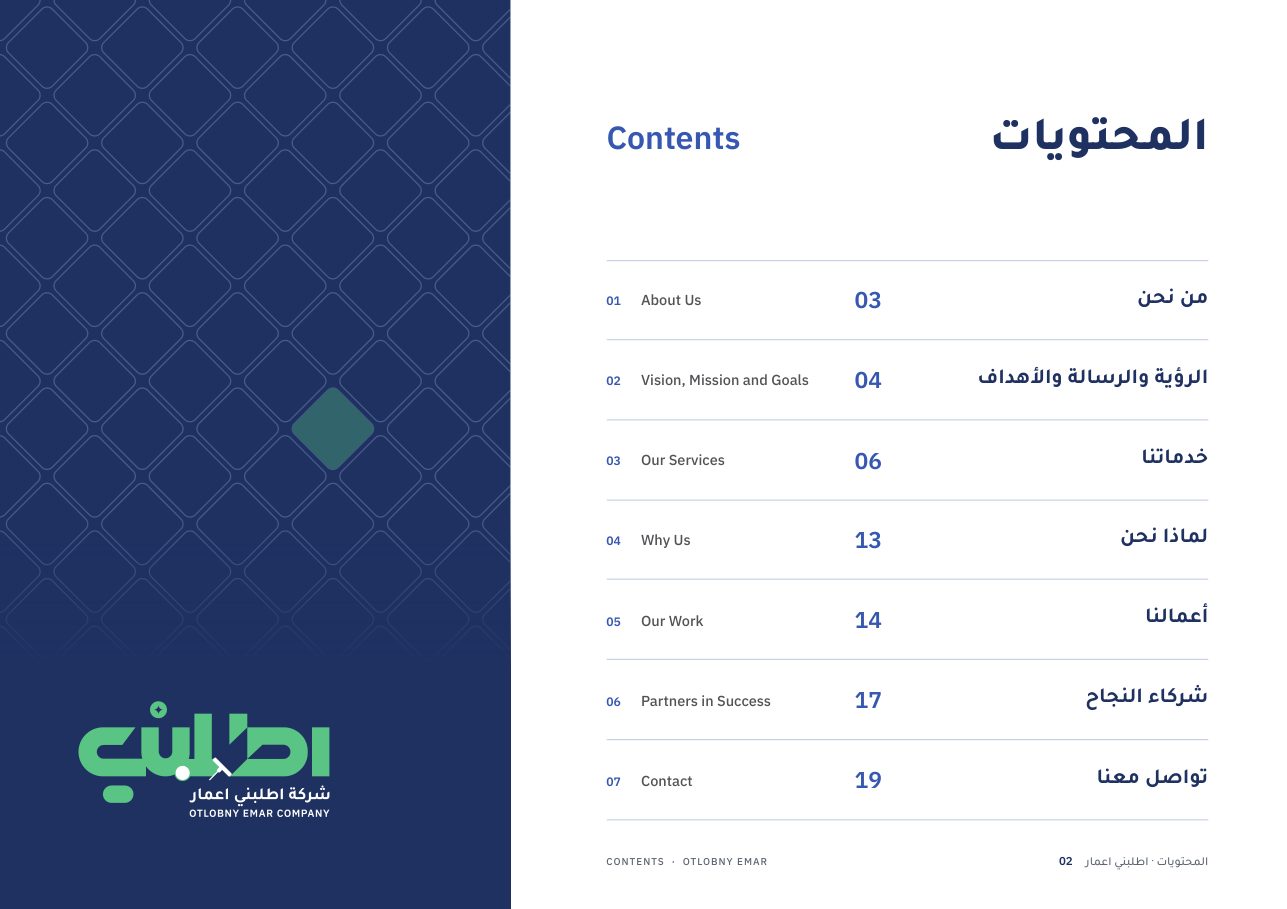 Contents المحتويات
01 About Us 03 من نحن
02 Vision, Mission and Goals 04 الرؤية والرسالة والأهداف
03 Our Services 06 خدماتنا
04 Why Us 13 لماذا نحن
05 Our Work 14 أعمالنا
06 Partners in Success 17 شركاء النجاح
07 Contact 19 تواصل معنا
اطلبني
شركة اطلبني اعمار
OTLOBNY EMAR COMPANY
CONTENTS · OTLOBNY EMAR
المحتويات · اطلبني اعمار 02